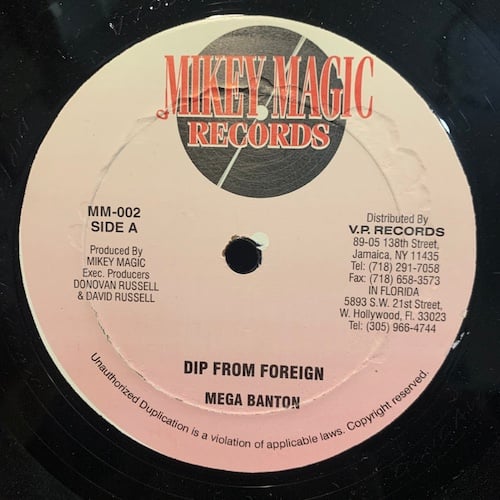 MIKEY MAGIC
RECORDS
MM-002
SIDE A
Produced By
MIKEY MAGIC
Exec. Producers
DONOVAN RUSSELL
& DAVID RUSSELL
Distributed By
V.P. RECORDS
89-05 138th Street,
Jamaica, NY 11435
Tel: (718) 291-7058
Fax: (718) 658-3573
IN FLORIDA
5893 S.W. 21st Street,
W. Hollywood, Fl. 33023
Tel: (305) 966-4744
DIP FROM FOREIGN
MEGA BANTON
Unauthorized Duplication is a violation of applicable laws. Copyright reserved.